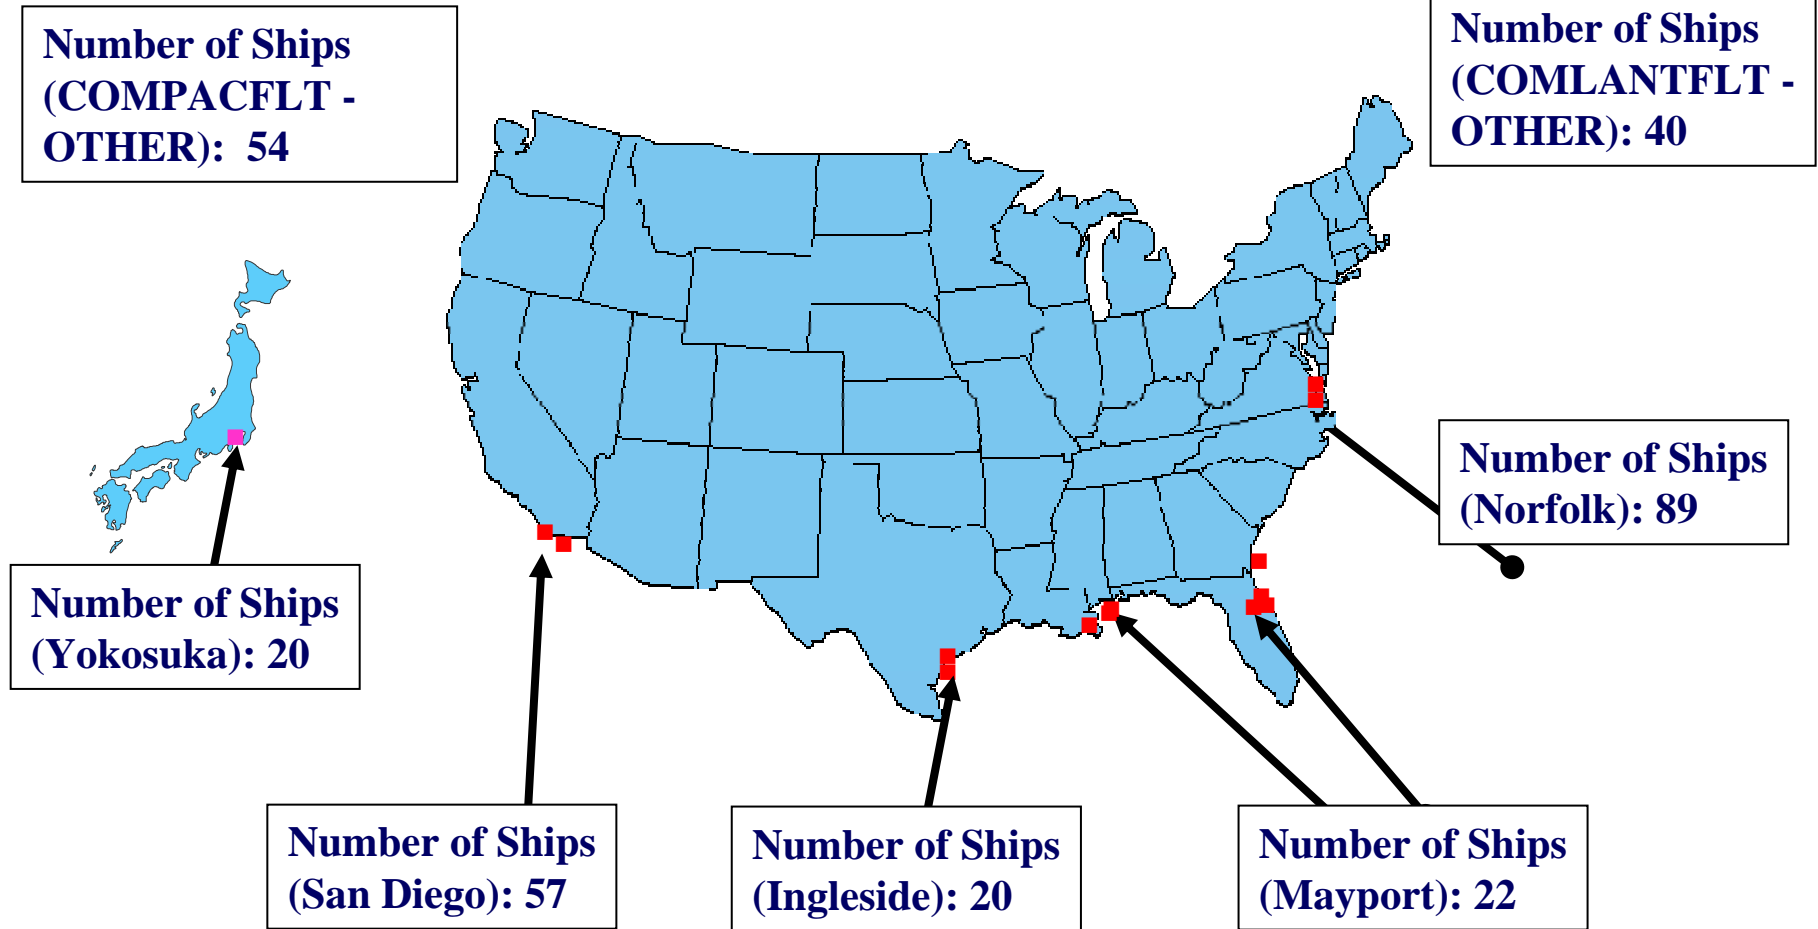 Number of Ships
(COMPACFLT -
OTHER):  54
Number of Ships
(COMLANTFLT -
OTHER): 40
Number of Ships
(Norfolk): 89
Number of Ships
(Yokosuka): 20
Number of Ships
(San Diego): 57
Number of Ships
(Ingleside): 20
Number of Ships
(Mayport): 22